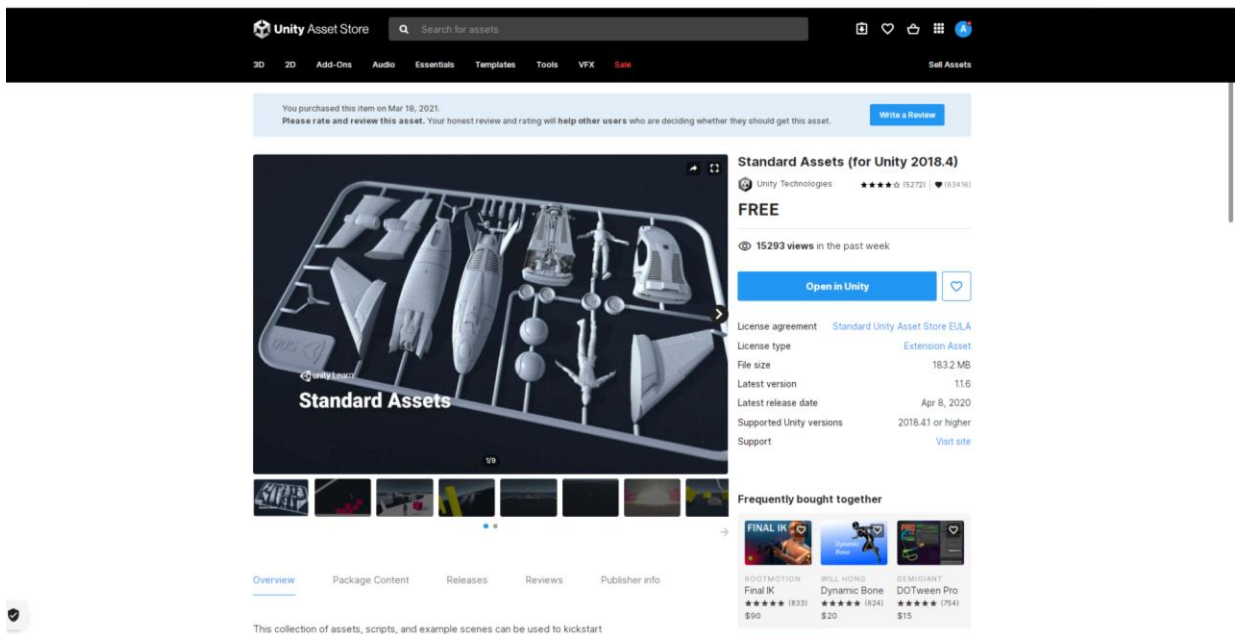 Unity Asset Store
Search for assets
A
3D 2D Add-Ons Audio Essentials Templates Tools VFX Sale
Sell Assets
You purchased this item on Mar 18, 2021.
Please rate and review this asset. Your honest review and rating will help other users who are deciding whether they should get this asset.
Write a Review
unity Learn
Standard Assets
1/9
Standard Assets (for Unity 2018.4)
Unity Technologies ★★★★☆ (5272) | (63416)
FREE
15293 views in the past week
Open in Unity
License agreement Standard Unity Asset Store EULA
License type Extension Asset
File size 183.2 MB
Latest version 1.1.6
Latest release date Apr 8, 2020
Supported Unity versions 2018.4.1 or higher
Support Visit site
Frequently bought together
FINAL IK
Dynamic Bone
PRO
ROOTMOTION
Final IK
★★★★★ (833)
$90
WILL HONG
Dynamic Bone
★★★★★ (624)
$20
DEMIGIANT
DOTween Pro
★★★★★ (754)
$15
Overview Package Content Releases Reviews Publisher info
This collection of assets, scripts, and example scenes can be used to kickstart